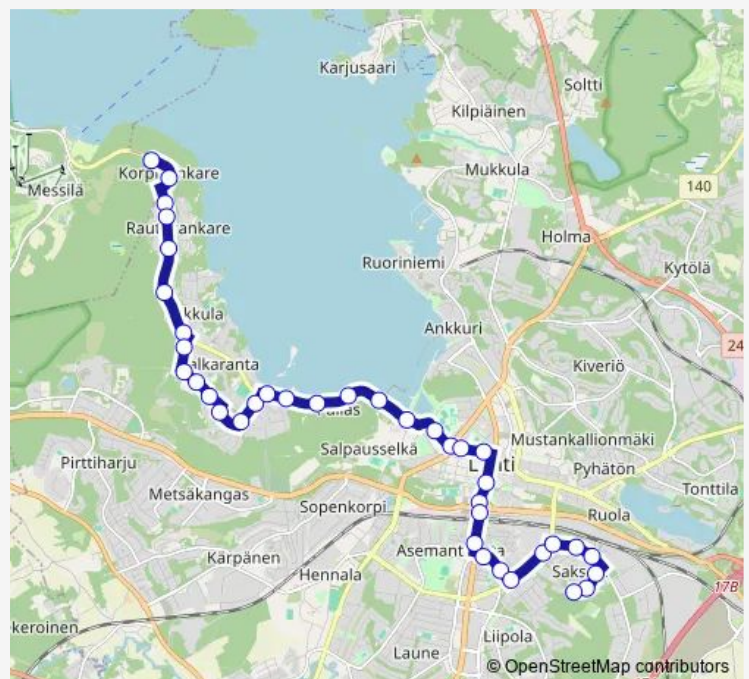 Karjusaari
Soltti
Kilpiäinen
Mukkula
Messilä
140
Holma
Ruoriniemi
Kytölä
Ankkuri
24
Kiveriö
Mustankallionmäki
Salpausselkä
Pyhätön
Pirttiharju
Tonttila
Metsäkangas
Sopenkorpi
Ruola
Kärpänen
Hennala
17B
keroinen
Liipola
Laune
© OpenStreetMap contributors